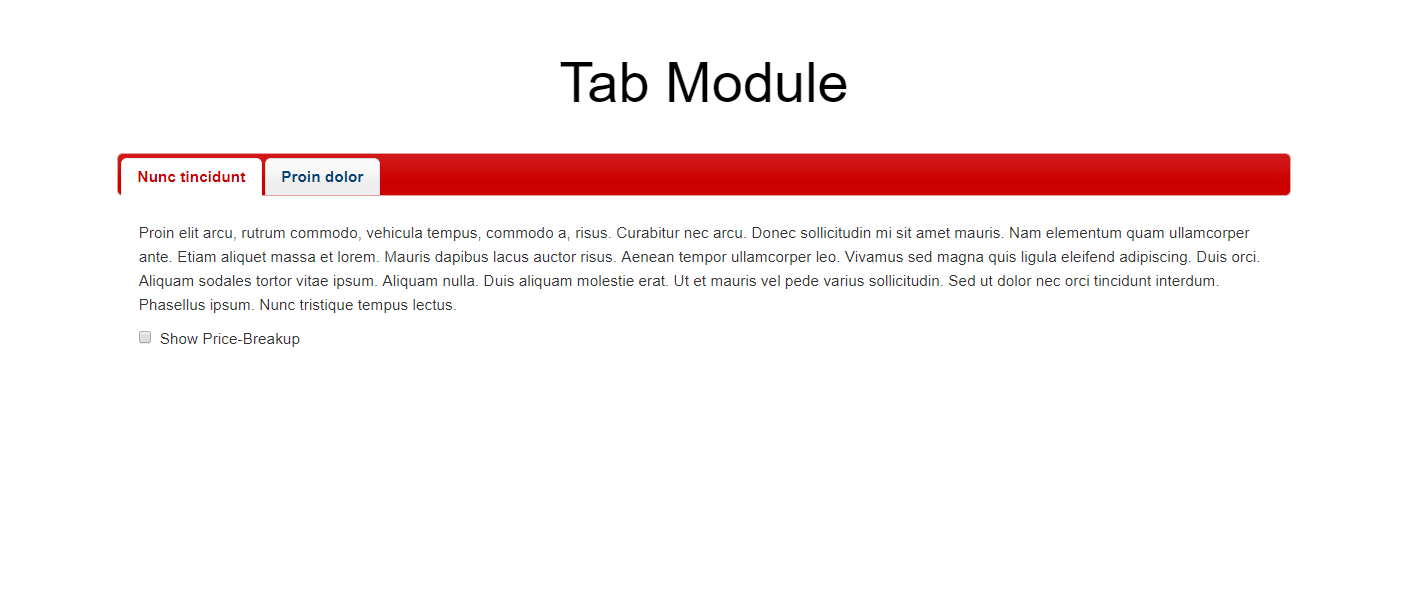 Tab Module
Nunc tincidunt Proin dolor
Proin elit arcu, rutrum commodo, vehicula tempus, commodo a, risus. Curabitur nec arcu. Donec sollicitudin mi sit amet mauris. Nam elementum quam ullamcorper
ante. Etiam aliquet massa et lorem. Mauris dapibus lacus auctor risus. Aenean tempor ullamcorper leo. Vivamus sed magna quis ligula eleifend adipiscing. Duis orci.
Aliquam sodales tortor vitae ipsum. Aliquam nulla. Duis aliquam molestie erat. Ut et mauris vel pede varius sollicitudin. Sed ut dolor nec orci tincidunt interdum.
Phasellus ipsum. Nunc tristique tempus lectus.
Show Price-Breakup